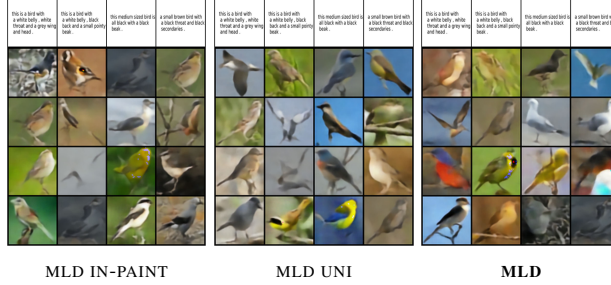 this is a bird with
a white belly , white
throat and a grey wing
and head .
this is a bird with
a white belly , black
back and a small pointy
beak .
this medium sized bird is
all black with a black
beak .
a small brown bird with
a black throat and black
secondaries .
this is a bird with
a white belly , white
throat and a grey wing
and head .
this is a bird with
a white belly , black
back and a small pointy
beak .
this medium sized bird is
all black with a black
beak .
a small brown bird with
a black throat and black
secondaries .
this is a bird with
a white belly , white
throat and a grey wing
and head .
this is a bird with
a white belly , black
back and a small pointy
beak .
this medium sized bird is
all black with a black
beak .
a small brown bird
a black throat and
secondaries .
MLD IN-PAINT
MLD UNI
MLD